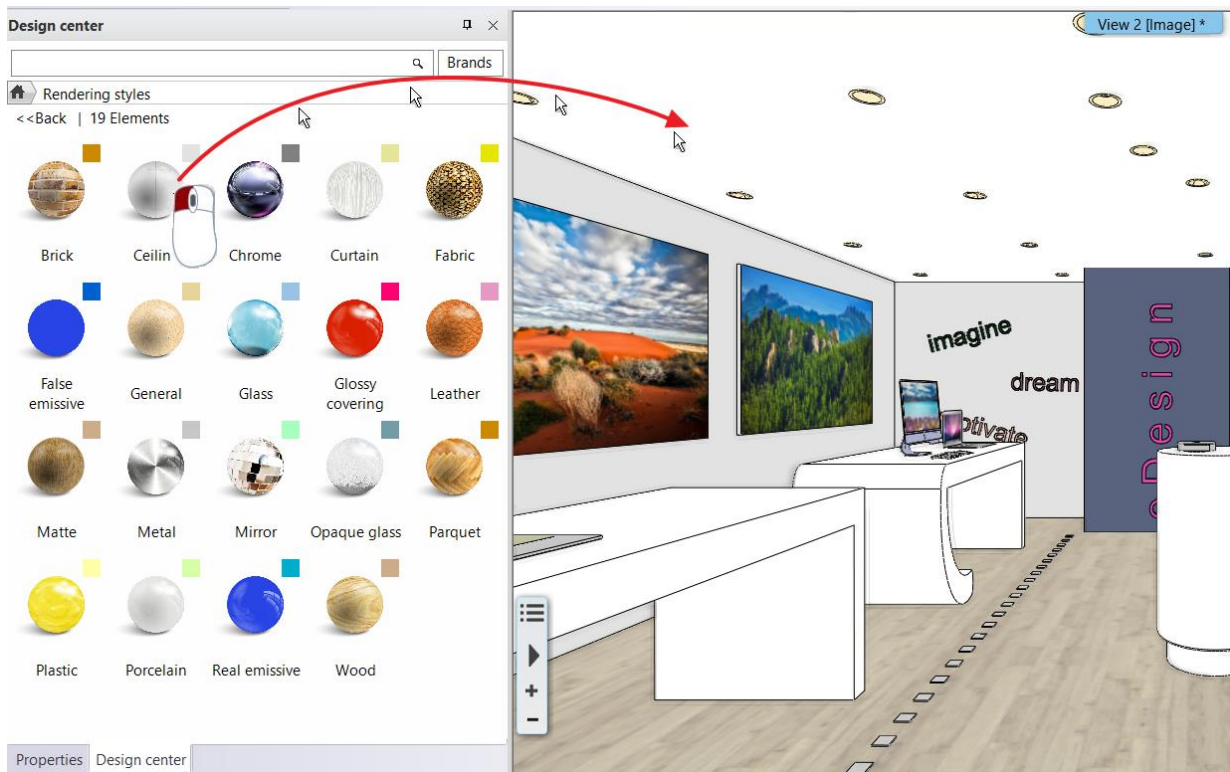 Design center
Brands
Rendering styles
<<Back | 19 Elements
Brick
Ceilin
Chrome
Curtain
Fabric
False
emissive
General
Glass
Glossy
covering
Leather
Matte
Metal
Mirror
Opaque glass
Parquet
Plastic
Porcelain
Real emissive
Wood
Properties
Design center
View 2 [Image] *
imagine
dream
otivate
eDesign